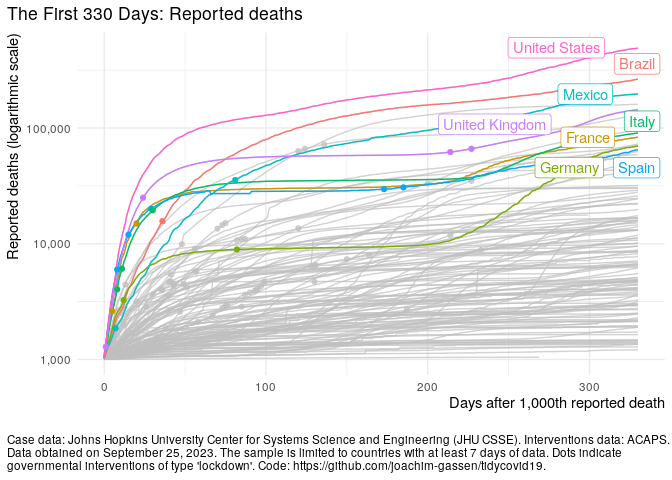 The First 330 Days: Reported deaths
Reported deaths (logarithmic scale)
100,000
10,000
1,000
United States
Brazil
Mexico
United Kingdom
Italy
France
Germany
Spain
0
100
200
300
Days after 1,000th reported death
Case data: Johns Hopkins University Center for Systems Science and Engineering (JHU CSSE). Interventions data: ACAPS.
Data obtained on September 25, 2023. The sample is limited to countries with at least 7 days of data. Dots indicate
governmental interventions of type 'lockdown'. Code: https://github.com/joachim-gassen/tidycovid19.